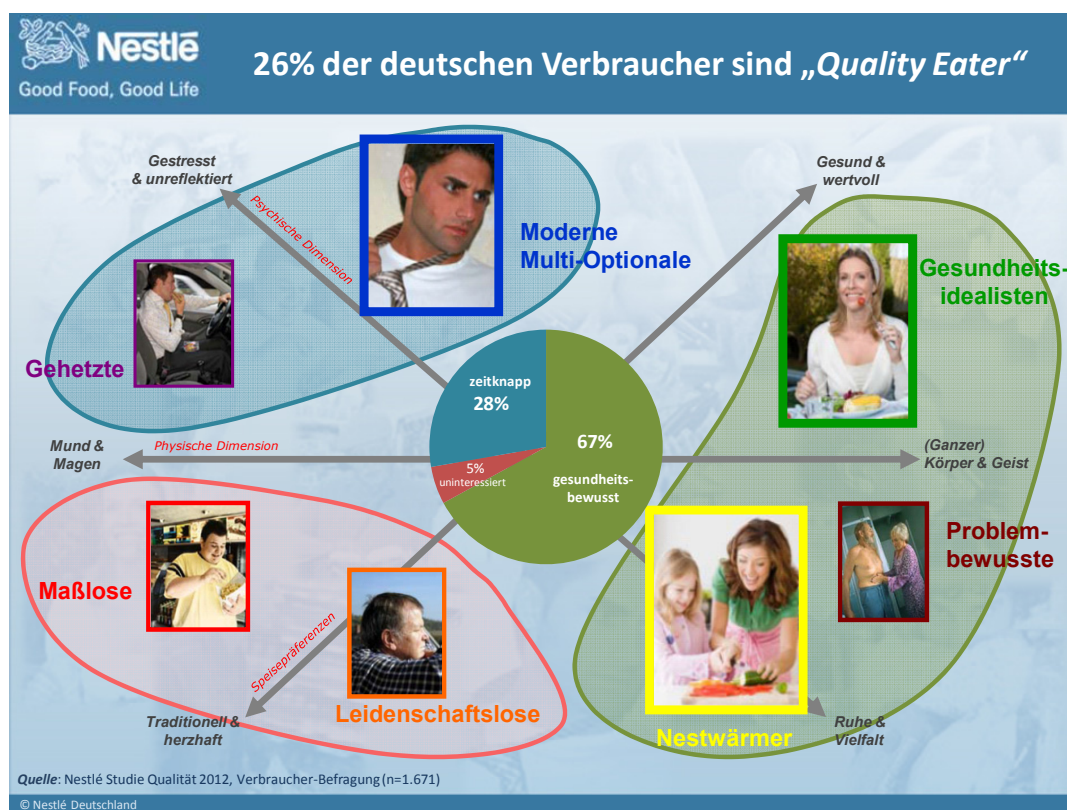 Nestlé
Good Food, Good Life
26% der deutschen Verbraucher sind „Quality Eater“
Gestresst
& unreflektiert
Psychische Dimension
Moderne
Multi-Optionale
Gesund &
wertvoll
Gesundheits-
idealisten
Gehetzte
zeitknapp
28%
67%
gesundheits-
bewusst
5%
uninteressiert
Mund &
Magen
Physische Dimension
(Ganzer)
Körper & Geist
Maßlose
Problem-
bewusste
Speisepräferenzen
Leidenschaftslose
Traditionell &
herzhaft
Nestwärmer
Ruhe &
Vielfalt
Quelle: Nestlé Studie Qualität 2012, Verbraucher-Befragung (n=1.671)
© Nestlé Deutschland